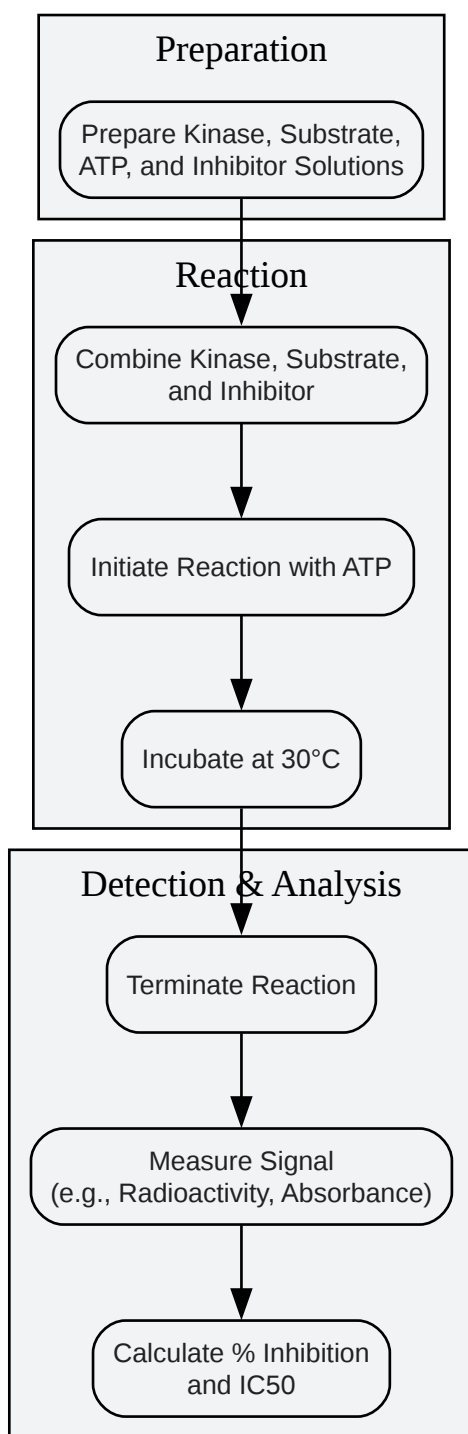 Preparation
Prepare Kinase, Substrate,
ATP, and Inhibitor Solutions
Reaction
Combine Kinase, Substrate,
and Inhibitor
Initiate Reaction with ATP
Incubate at 30°C
Detection & Analysis
Terminate Reaction
Measure Signal
(e.g., Radioactivity, Absorbance)
Calculate % Inhibition
and IC50